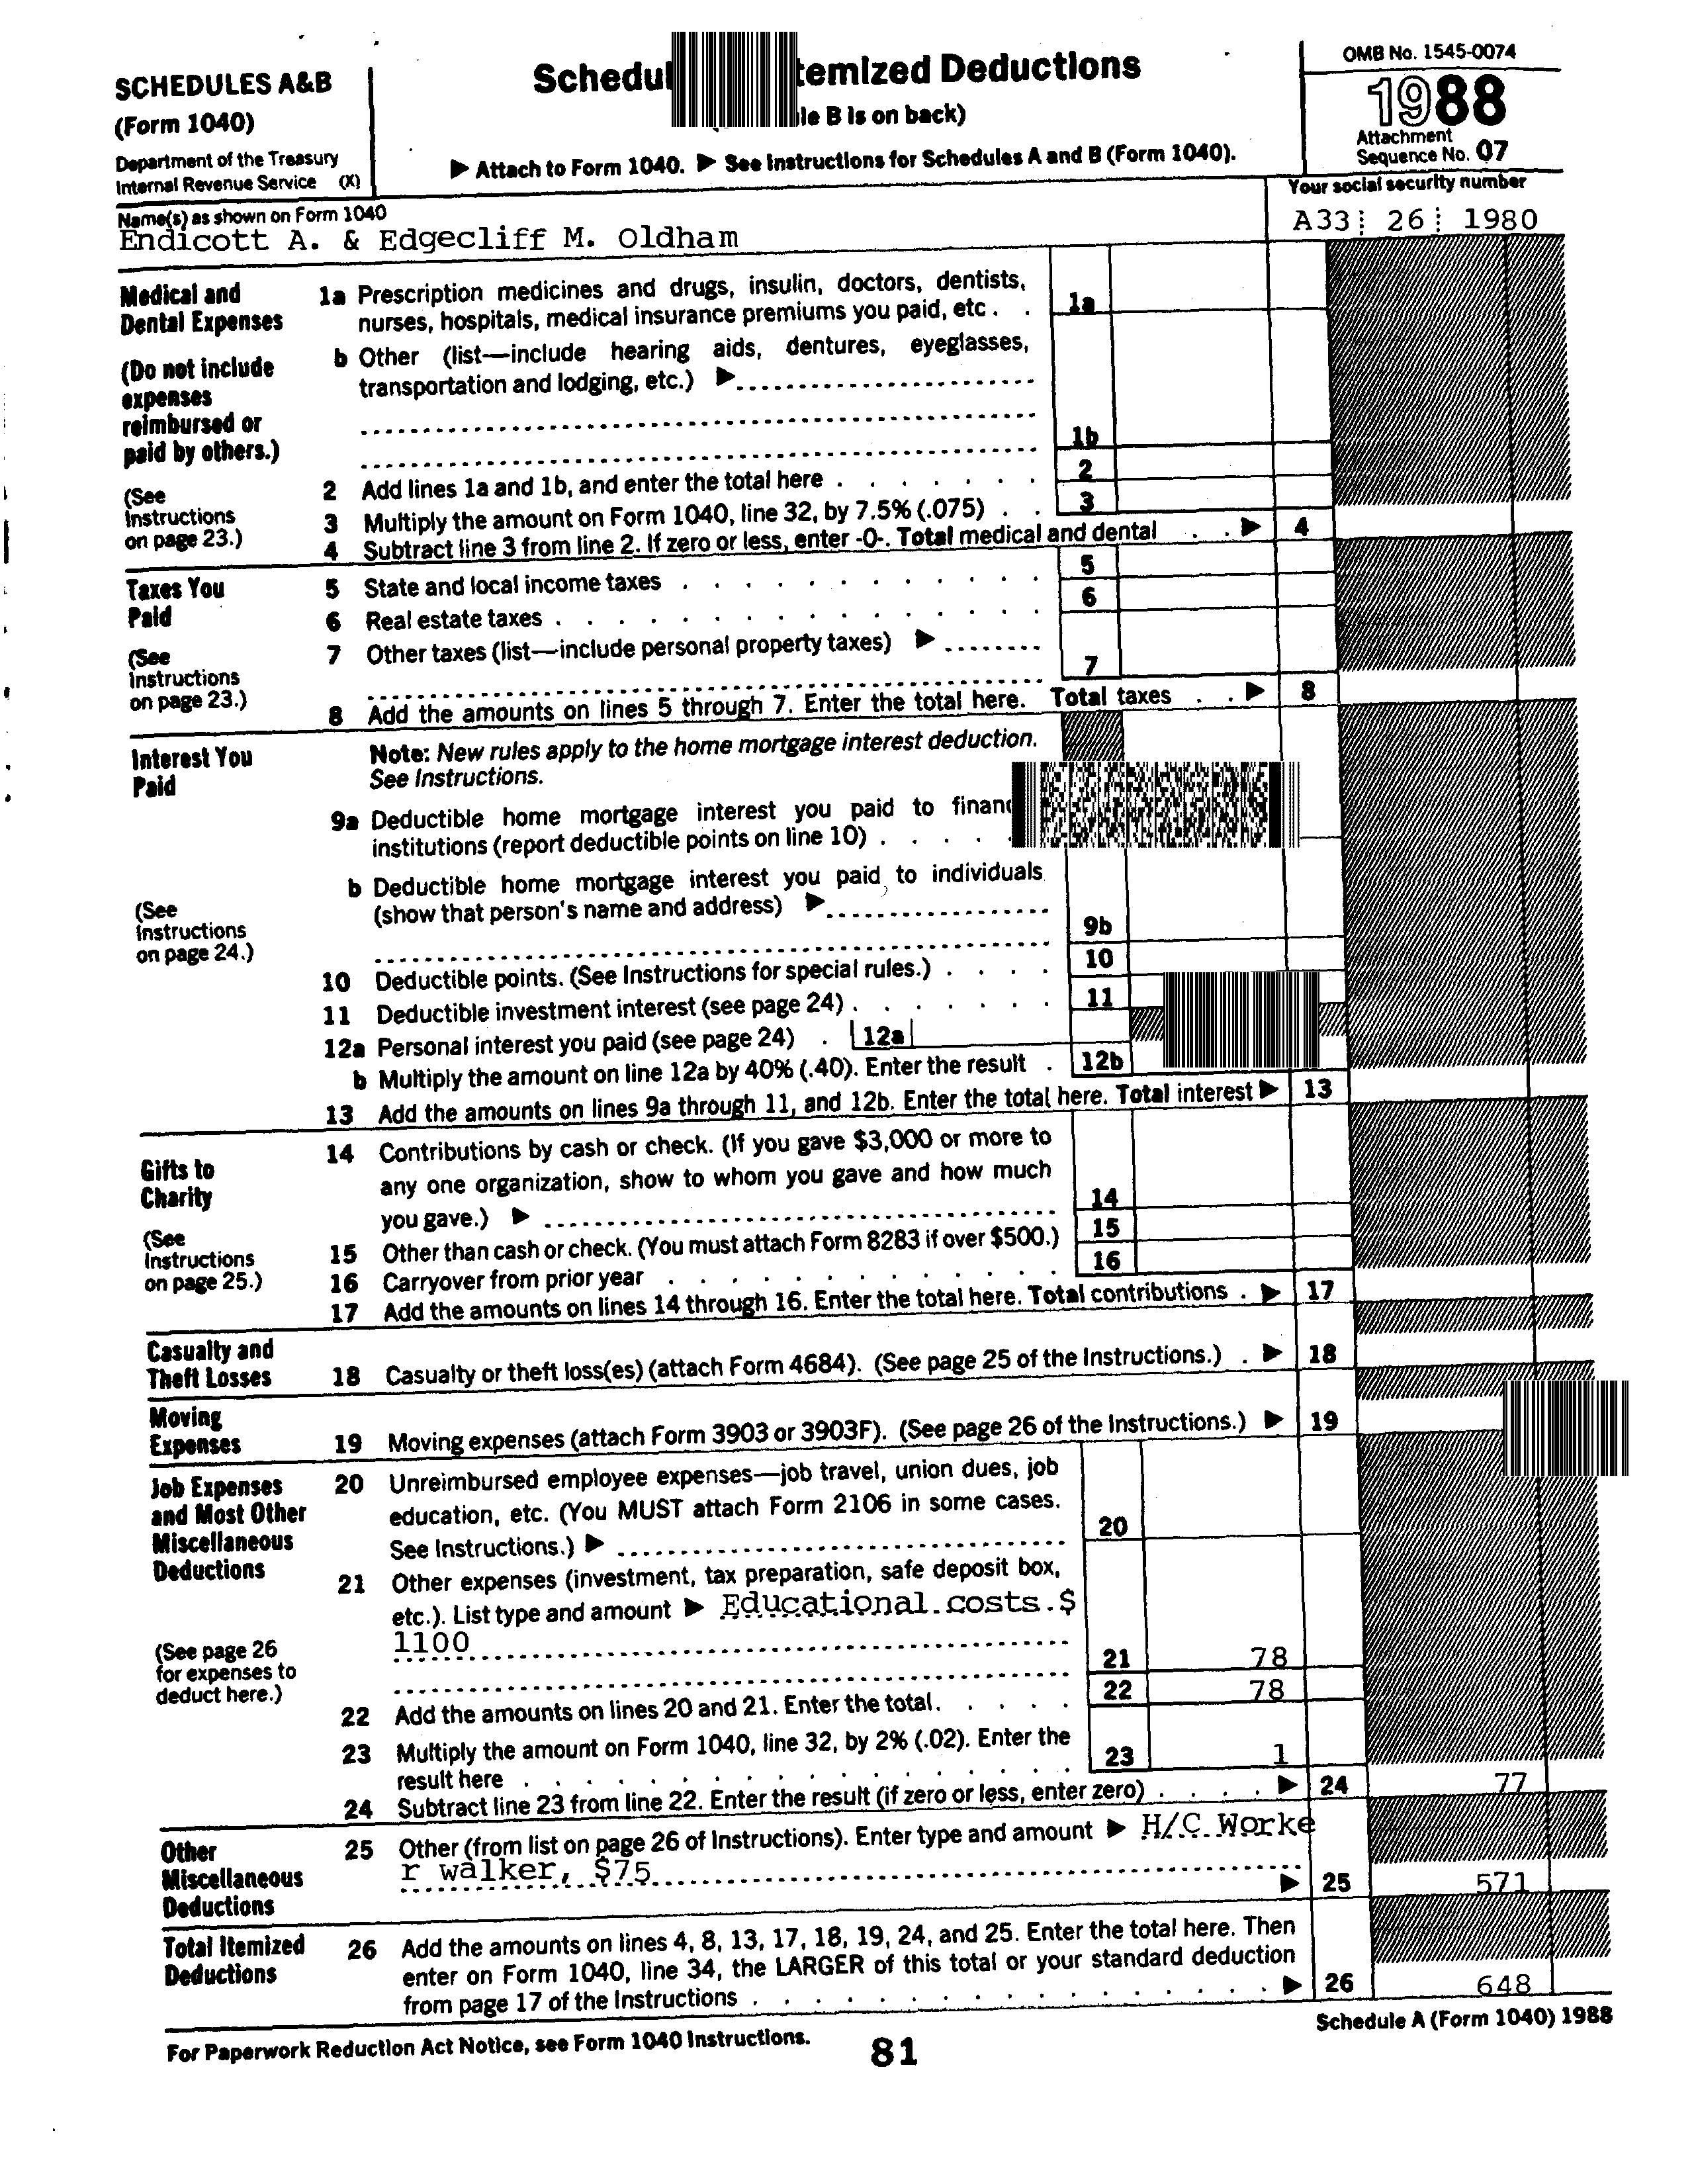 SCHEDULES A&B
(Form 1040)
Department of the Treasury
Internal Revenue Service (X)
temized Deductions
B is on back)
▶ Attach to Form 1040. ▶ See Instructions for Schedules A and B (Form 1040).
OMB No. 1545-0074
1988
Attachment
Sequence No. 07
Name(s) as shown on Form 1040
Endicott A. & Edgecliff M. Oldham
Your social security number
A33 26 1980
Medical and
Dental Expenses
(Do not include
expenses
reimbursed or
paid by others.)
(See
Instructions
on page 23.)
1a Prescription medicines and drugs, insulin, doctors, dentists,
nurses, hospitals, medical insurance premiums you paid, etc . . 1a
b Other (list—include hearing aids, dentures, eyeglasses,
transportation and lodging, etc.) ▶
1b
2 Add lines 1a and 1b, and enter the total here . . . . . . . 2
3 Multiply the amount on Form 1040, line 32, by 7.5% (.075) . . 3
4 Subtract line 3 from line 2. If zero or less, enter -0-. Total medical and dental . . ▶ 4
Taxes You
Paid
(See
Instructions
on page 23.)
5 State and local income taxes . . . . . . . . . . . 5
6 Real estate taxes . . . . . . . . . . . . . . 6
7 Other taxes (list—include personal property taxes) ▶
7
8 Add the amounts on lines 5 through 7. Enter the total here. Total taxes . . ▶ 8
Interest You
Paid
(See
Instructions
on page 24.)
Note: New rules apply to the home mortgage interest deduction.
See Instructions.
9a Deductible home mortgage interest you paid to
institutions (report deductible points on line 10) . . . .
b Deductible home mortgage interest you paid to individuals
(show that person's name and address) ▶
9b
10 Deductible points. (See Instructions for special rules.) . . . . 10
11 Deductible investment interest (see page 24) . . . . . . . 11
12a Personal interest you paid (see page 24) . 12a
b Multiply the amount on line 12a by 40% (.40). Enter the result . 12b
13 Add the amounts on lines 9a through 11, and 12b. Enter the total here. Total interest ▶ 13
Gifts to
Charity
(See
Instructions
on page 25.)
14 Contributions by cash or check. (If you gave $3,000 or more to
any one organization, show to whom you gave and how much
you gave.) ▶ 14
15 Other than cash or check. (You must attach Form 8283 if over $500.) 15
16 Carryover from prior year . . . . . . . . . . . . 16
17 Add the amounts on lines 14 through 16. Enter the total here. Total contributions . ▶ 17
Casualty and
Theft Losses
18 Casualty or theft loss(es) (attach Form 4684). (See page 25 of the Instructions.) . ▶ 18
Moving
Expenses
19 Moving expenses (attach Form 3903 or 3903F). (See page 26 of the Instructions.) ▶ 19
Job Expenses
and Most Other
Miscellaneous
Deductions
(See page 26
for expenses to
deduct here.)
20 Unreimbursed employee expenses—job travel, union dues, job
education, etc. (You MUST attach Form 2106 in some cases.
See Instructions.) ▶ 20
21 Other expenses (investment, tax preparation, safe deposit box,
etc.). List type and amount ▶ Educational costs $
1100
21 78
22 Add the amounts on lines 20 and 21. Enter the total. . . . . 22 78
23 Multiply the amount on Form 1040, line 32, by 2% (.02). Enter the
result here . . . . . . . . . . . . . . . 23 1
24 Subtract line 23 from line 22. Enter the result (if zero or less, enter zero) . . . . ▶ 24 77
Other
Miscellaneous
Deductions
25 Other (from list on page 26 of Instructions). Enter type and amount ▶ H/C Worke
r walker, $75
▶ 25 571
Total Itemized
Deductions
26 Add the amounts on lines 4, 8, 13, 17, 18, 19, 24, and 25. Enter the total here. Then
enter on Form 1040, line 34, the LARGER of this total or your standard deduction
from page 17 of the Instructions . . . . . . . . . . . . . . ▶ 26 648
For Paperwork Reduction Act Notice, see Form 1040 Instructions.
81
Schedule A (Form 1040) 1988